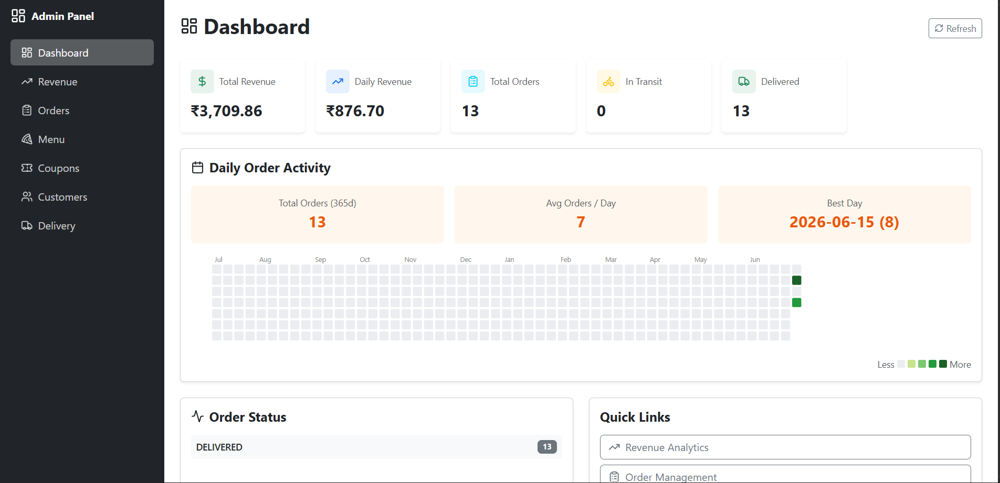 Admin Panel
Dashboard
Revenue
Orders
Menu
Coupons
Customers
Delivery
Dashboard
Refresh
Total Revenue
₹3,709.86
Daily Revenue
₹876.70
Total Orders
13
In Transit
0
Delivered
13
Daily Order Activity
Total Orders (365d)
13
Avg Orders / Day
7
Best Day
2026-06-15 (8)
Jul Aug Sep Oct Nov Dec Jan Feb Mar Apr May Jun
Less More
Order Status
DELIVERED 13
Quick Links
Revenue Analytics
Order Management